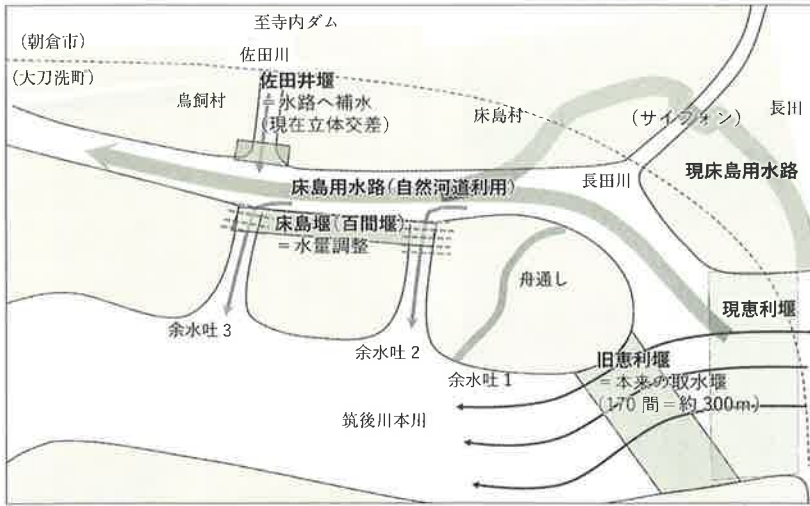 至寺内ダム
(朝倉市)
佐田川
(大刀洗町)
佐田井堰
鳥飼村
=水路へ補水
(現在立体交差)
床島村
(サイフォン)
長田
現床島用水路
床島用水路(自然河道利用)
長田川
床島堰(百間堰)
=水量調整
舟通し
現恵利堰
余水吐 3
余水吐 2
余水吐 1
旧恵利堰
=本来の取水堰
(170 間=約 300m)
筑後川本川